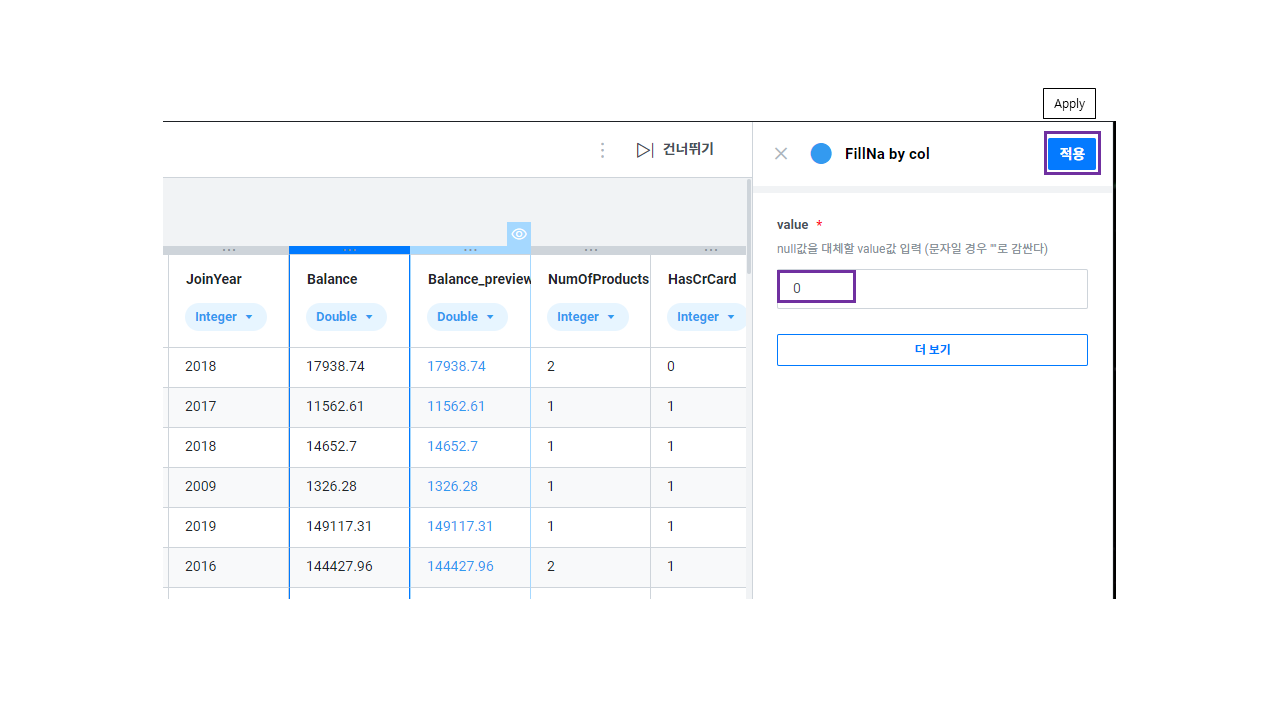 Apply
건너뛰기
FillNa by col
적용
value *
null값을 대체할 value값 입력 (문자일 경우 ""로 감싼다)
0
더 보기
JoinYear Balance Balance_preview NumOfProducts HasCrCard
Integer Double Double Integer Integer
2018 17938.74 17938.74 2 0
2017 11562.61 11562.61 1 1
2018 14652.7 14652.7 1 1
2009 1326.28 1326.28 1 1
2019 149117.31 149117.31 1 1
2016 144427.96 144427.96 2 1